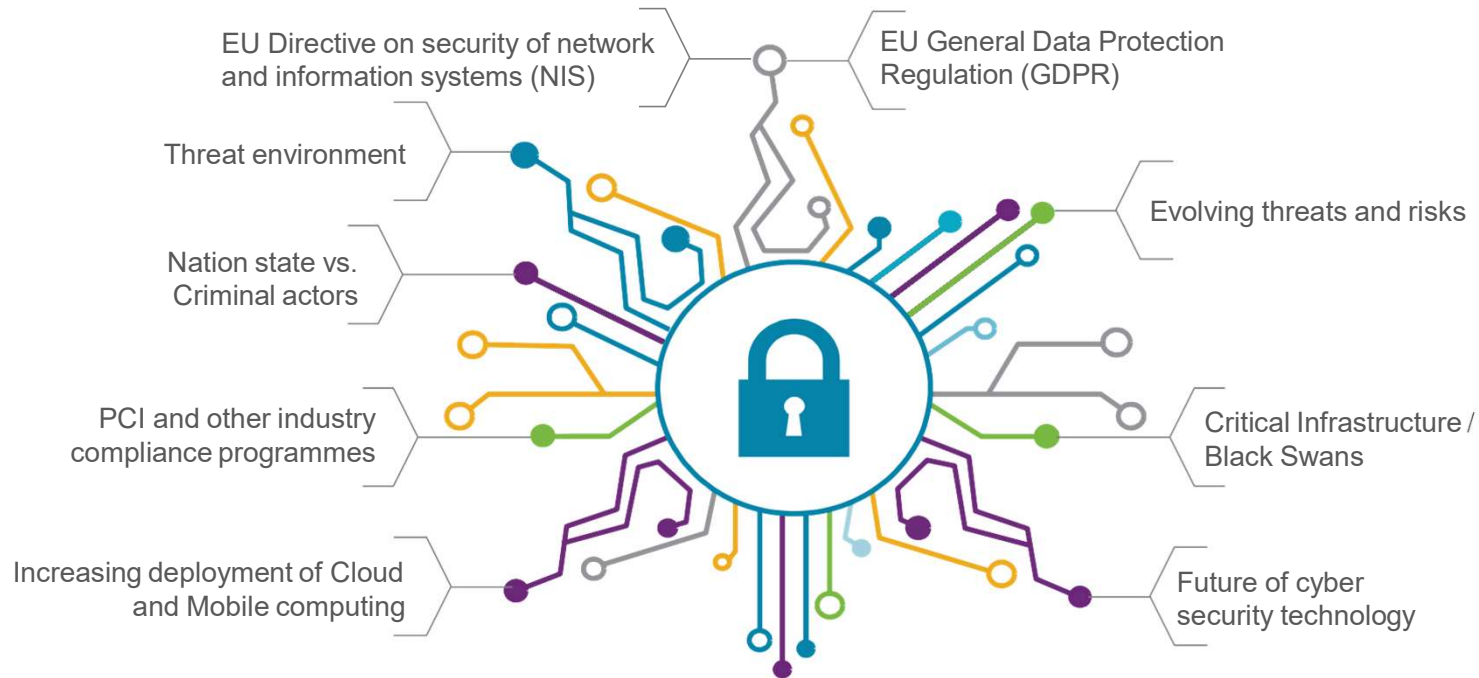 EU Directive on security of network
and information systems (NIS)
EU General Data Protection
Regulation (GDPR)
Threat environment
Evolving threats and risks
Nation state vs.
Criminal actors
PCI and other industry
compliance programmes
Critical Infrastructure /
Black Swans
Increasing deployment of Cloud
and Mobile computing
Future of cyber
security technology